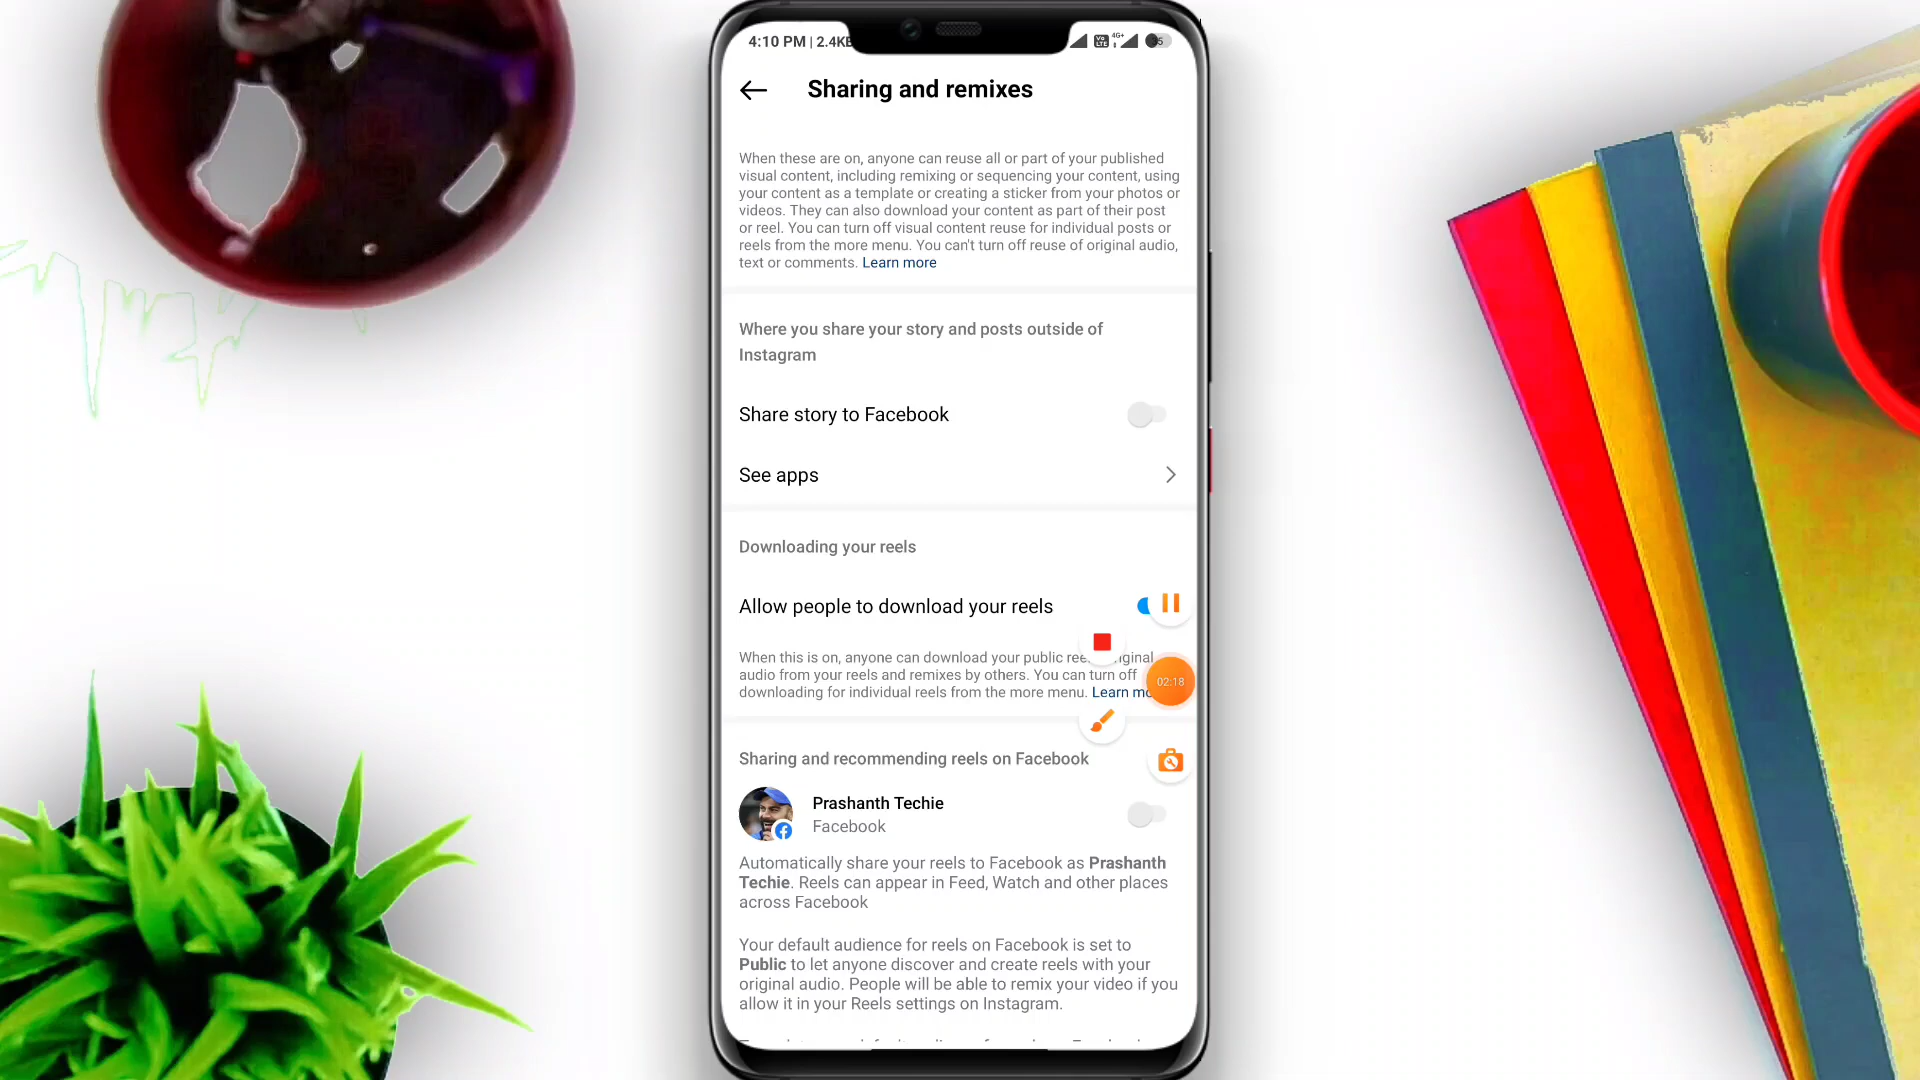 4:10 PM | 2.4KB
Sharing and remixes
When these are on, anyone can reuse all or part of your published
visual content, including remixing or sequencing your content, using
your content as a template or creating a sticker from your photos or
videos. They can also download your content as part of their post
or reel. You can turn off visual content reuse for individual posts or
reels from the more menu. You can't turn off reuse of original audio,
text or comments. Learn more
Where you share your story and posts outside of
Instagram
Share story to Facebook
See apps
Downloading your reels
Allow people to download your reels
When this is on, anyone can download your public
audio from your reels and remixes by others. You can turn off
downloading for individual reels from the more menu. Learn
02:18
Sharing and recommending reels on Facebook
Prashanth Techie
Facebook
Automatically share your reels to Facebook as Prashanth
Techie. Reels can appear in Feed, Watch and other places
across Facebook
Your default audience for reels on Facebook is set to
Public to let anyone discover and create reels with your
original audio. People will be able to remix your video if you
allow it in your Reels settings on Instagram.